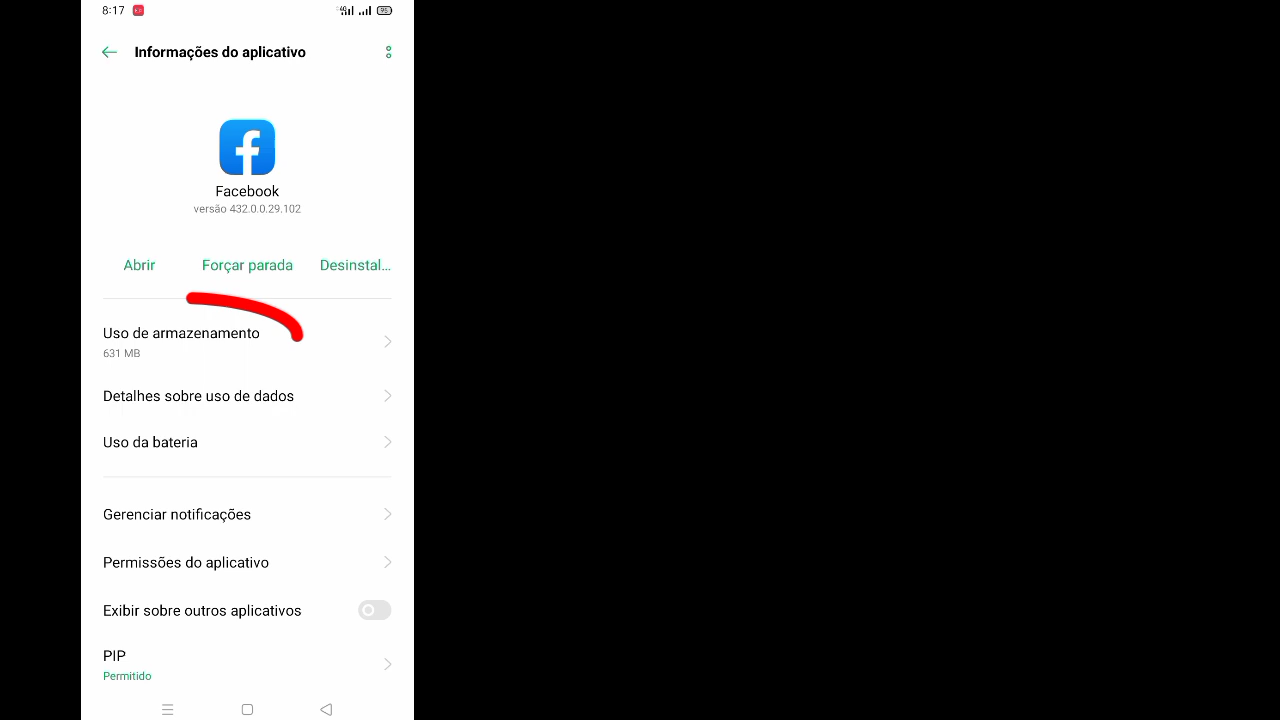 8:17
4G
95
Informações do aplicativo
Facebook
versão 432.0.0.29.102
Abrir
Forçar parada
Desinstal...
Uso de armazenamento
631 MB
Detalhes sobre uso de dados
Uso da bateria
Gerenciar notificações
Permissões do aplicativo
Exibir sobre outros aplicativos
PIP
Permitido